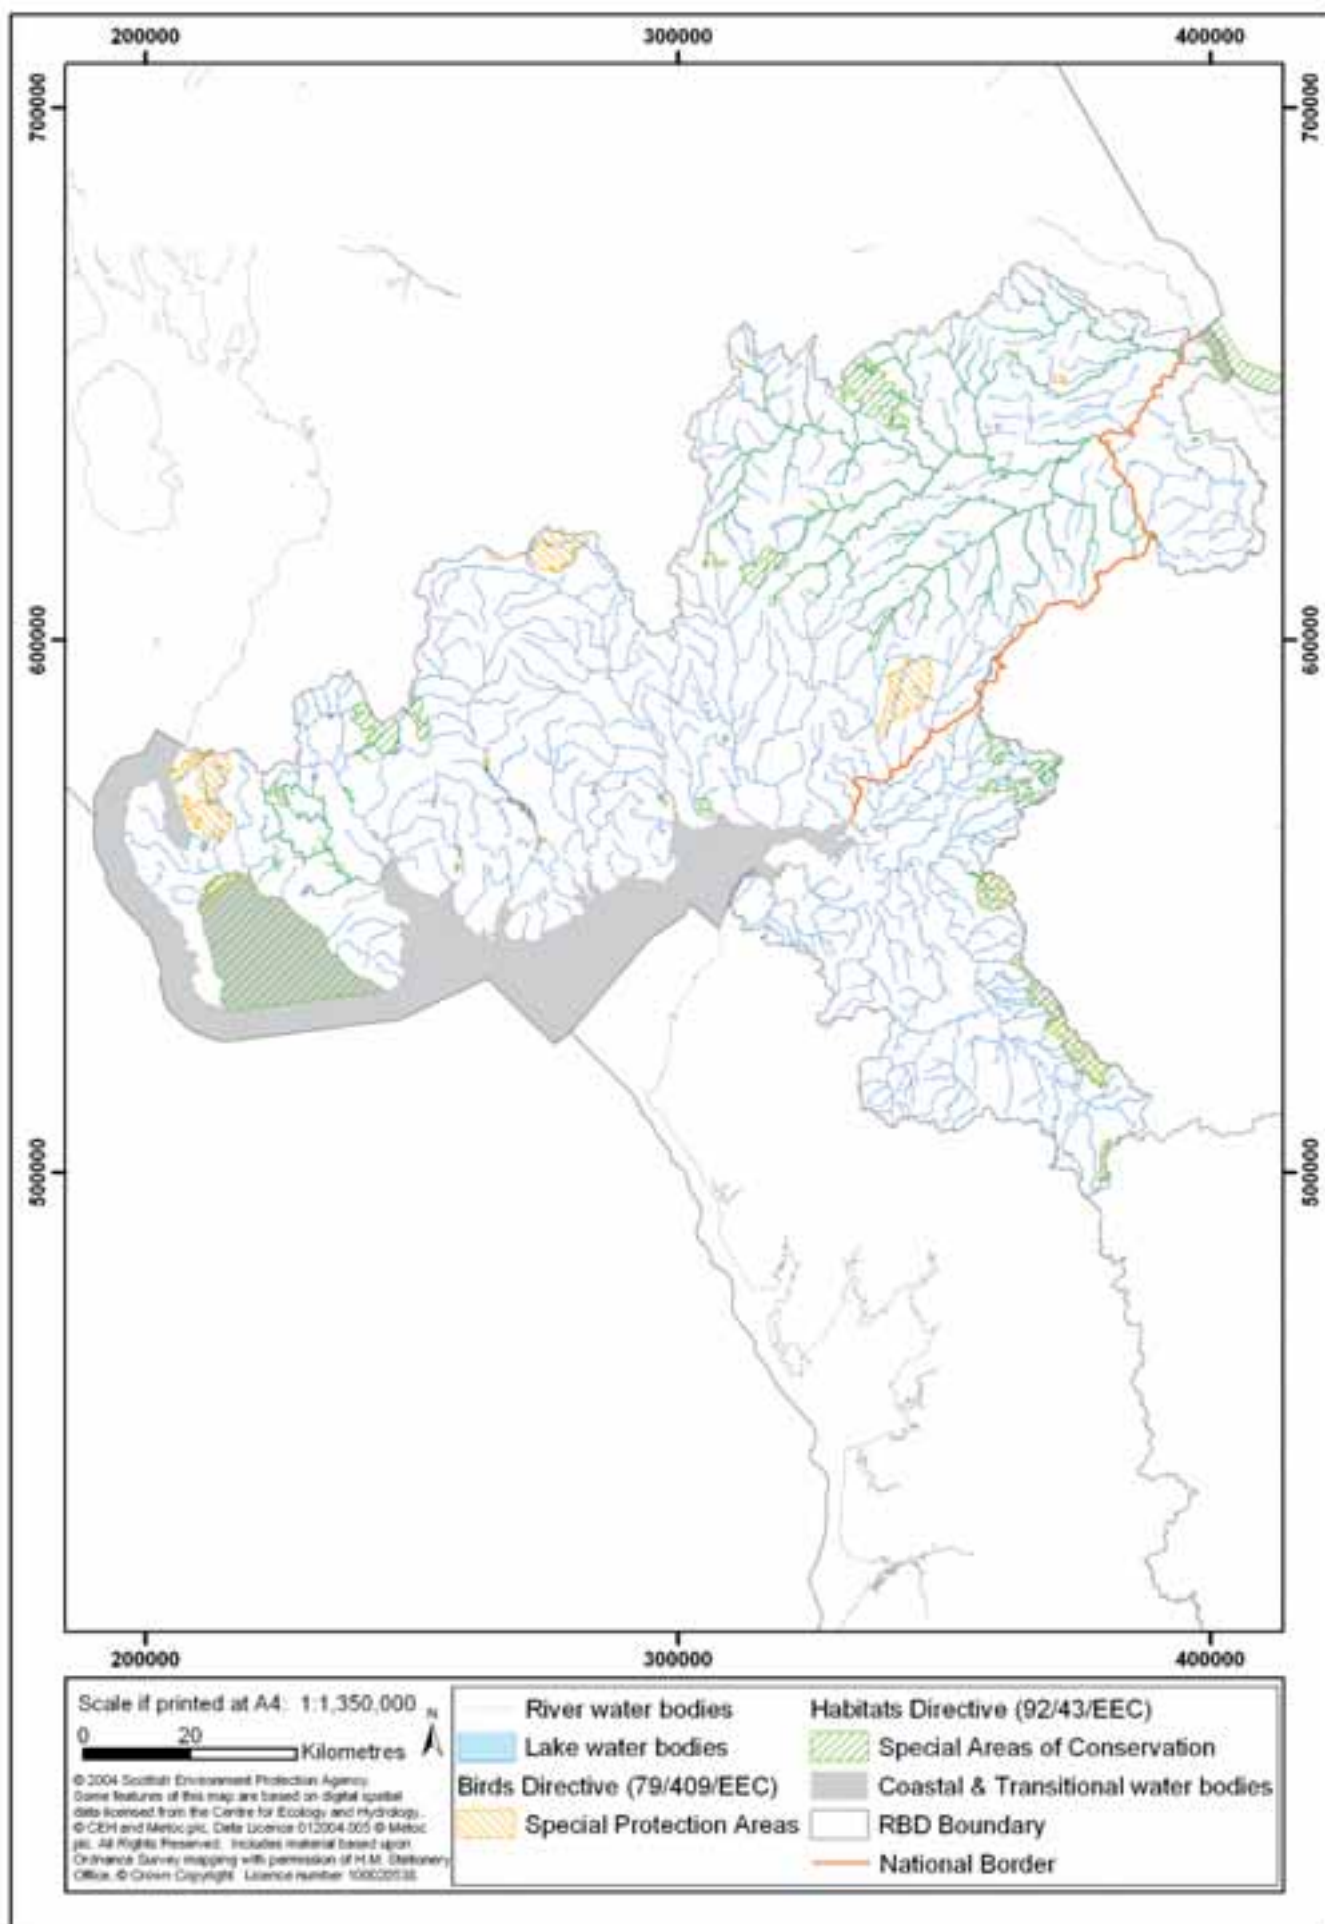 200000 300000 400000
700000 700000
600000 600000
500000 500000
200000 300000 400000
Scale if printed at A4: 1:1,350,000
N
0 20
Kilometres
© 2004 Scottish Environment Protection Agency.
Some features of this map are based on digital spatial
data licensed from the Centre for Ecology and Hydrology,
© CEH and Metoc plc. Data Licence 012004.005 © Metoc
plc. All Rights Reserved. Includes material based upon
Ordnance Survey mapping with permission of H.M. Stationery
Office. © Crown Copyright. Licence number 100020538.
River water bodies
Lake water bodies
Birds Directive (79/409/EEC)
Special Protection Areas
Habitats Directive (92/43/EEC)
Special Areas of Conservation
Coastal & Transitional water bodies
RBD Boundary
National Border